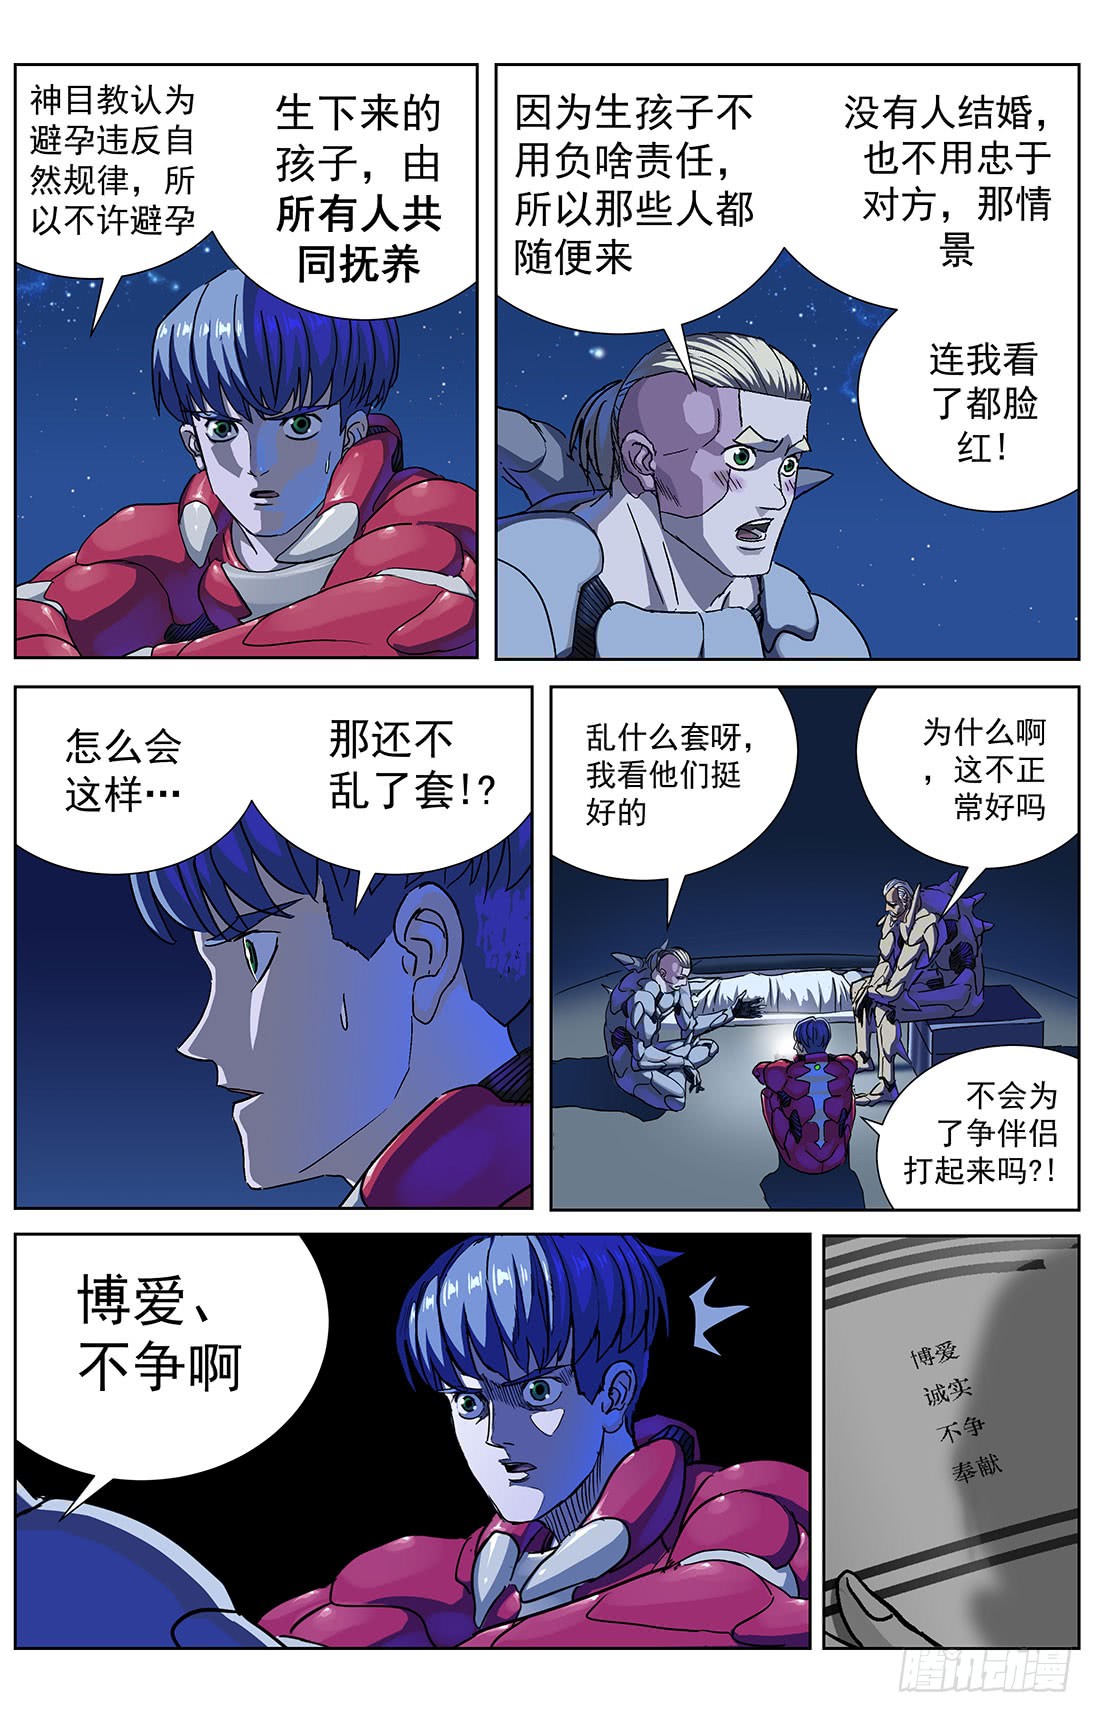 神目教认为
避孕违反自
然规律，所
以不许避孕
生下来的
孩子，由
所有人共
同抚养
因为生孩子不
用负啥责任，
所以那些人都
随便来
没有人结婚，
也不用忠于
对方，那情
景
连我看
了都脸
红！
怎么会
这样…
那还不
乱了套！？
乱什么套呀，
我看他们挺
好的
为什么啊
，这不正
常好吗
不会为
了争伴侣
打起来吗？！
博爱、
不争啊
博爱
诚实
不争
奉献
腾讯动漫